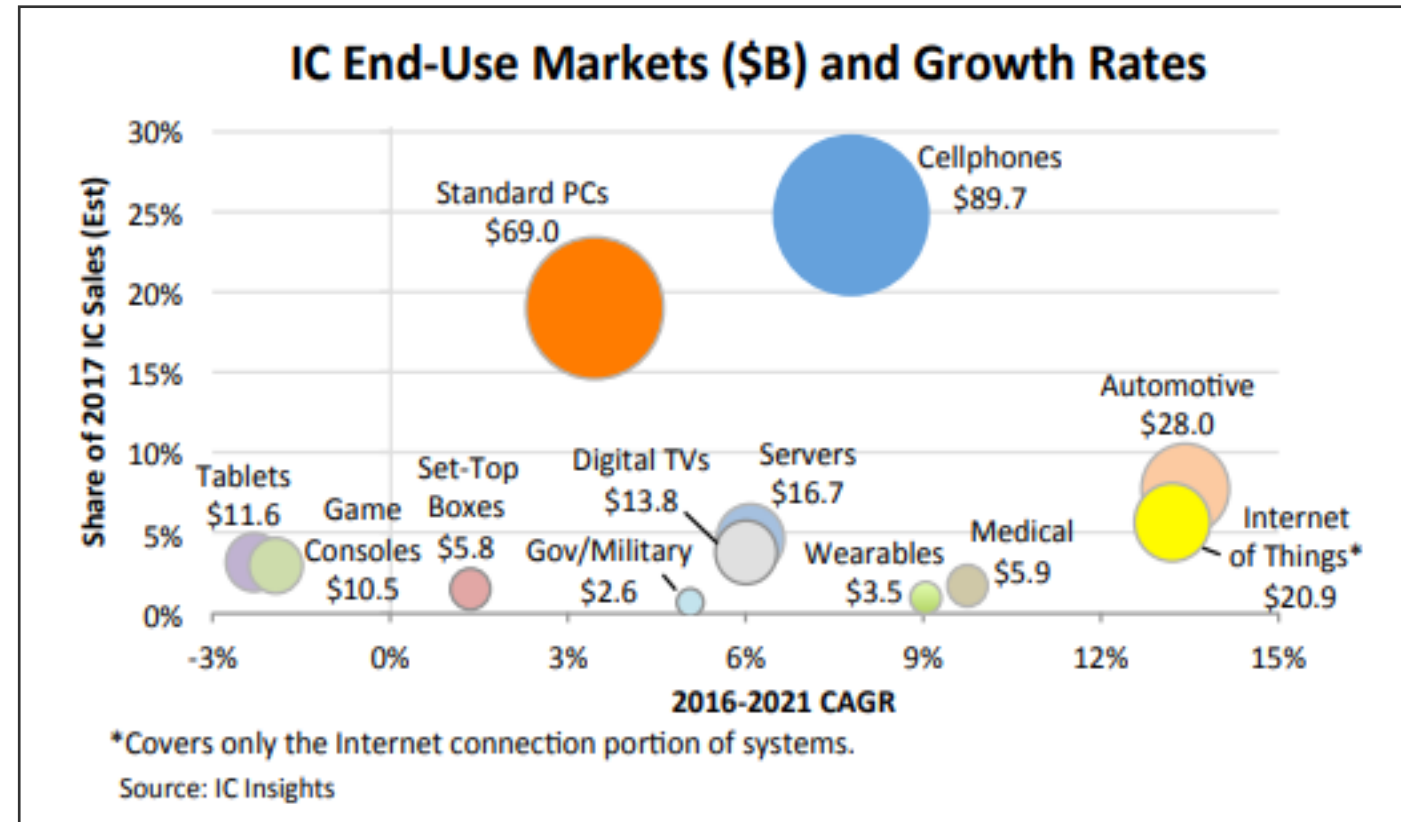 IC End-Use Markets ($B) and Growth Rates
Share of 2017 IC Sales (Est)
30%
25%
20%
15%
10%
5%
0%
Cellphones
$89.7
Standard PCs
$69.0
Automotive
$28.0
Tablets
$11.6
Game
Consoles
$10.5
Set-Top
Boxes
$5.8
Digital TVs
$13.8
Servers
$16.7
Gov/Military
$2.6
Wearables
$3.5
Medical
$5.9
Internet
of Things*
$20.9
-3%
0%
3%
6%
9%
12%
15%
2016-2021 CAGR
*Covers only the Internet connection portion of systems.
Source: IC Insights